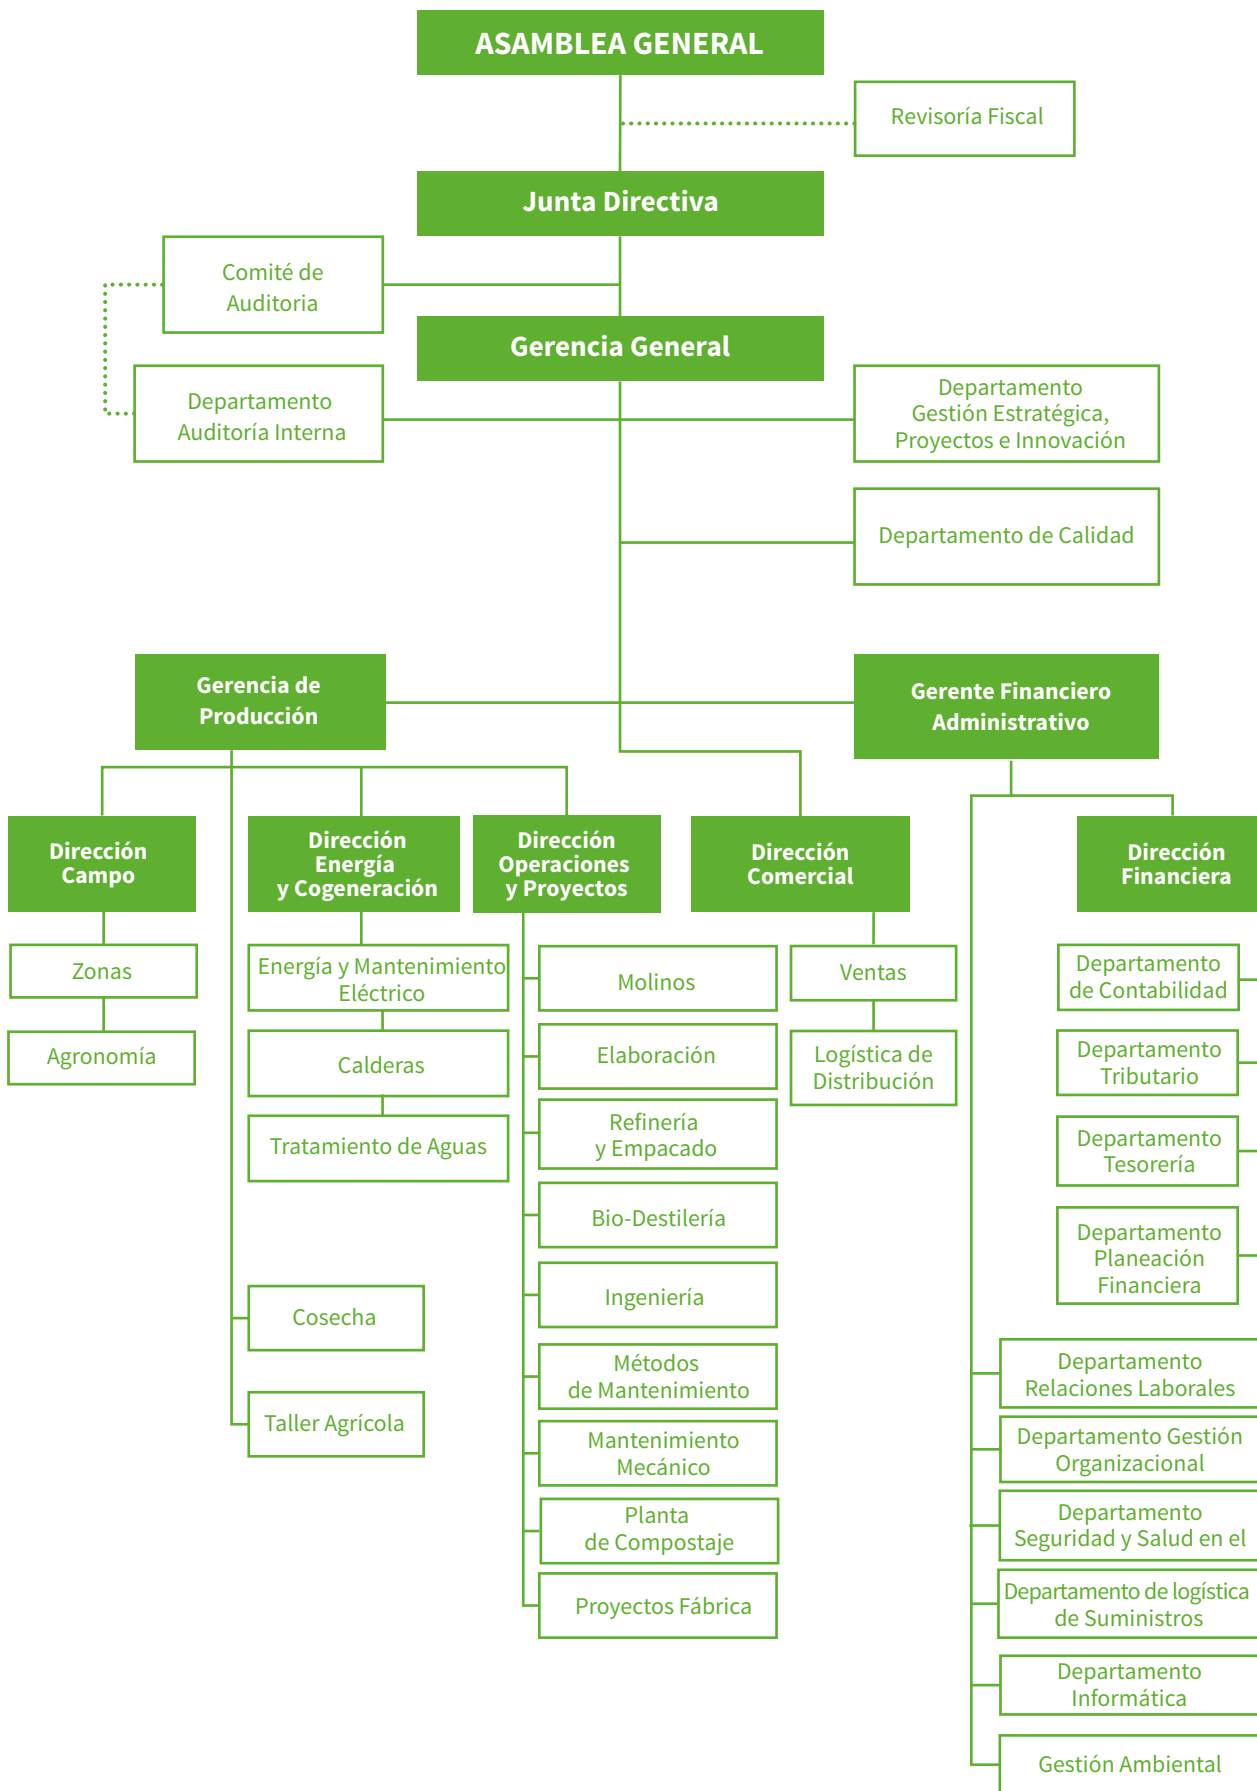 ASAMBLEA GENERAL
Revisoría Fiscal
Junta Directiva
Comité de
Auditoria
Gerencia General
Departamento
Auditoría Interna
Departamento
Gestión Estratégica,
Proyectos e Innovación
Departamento de Calidad
Gerencia de
Producción
Gerente Financiero
Administrativo
Dirección
Campo
Zonas
Agronomía
Dirección
Energía
y Cogeneración
Energía y Mantenimiento
Eléctrico
Calderas
Tratamiento de Aguas
Cosecha
Taller Agrícola
Dirección
Operaciones
y Proyectos
Molinos
Elaboración
Refinería
y Empacado
Bio-Destilería
Ingeniería
Métodos
de Mantenimiento
Mantenimiento
Mecánico
Planta
de Compostaje
Proyectos Fábrica
Dirección
Comercial
Ventas
Logística de
Distribución
Dirección
Financiera
Departamento
de Contabilidad
Departamento
Tributario
Departamento
Tesorería
Departamento
Planeación
Financiera
Departamento
Relaciones Laborales
Departamento Gestión
Organizacional
Departamento
Seguridad y Salud en el
Departamento de logística
de Suministros
Departamento
Informática
Gestión Ambiental